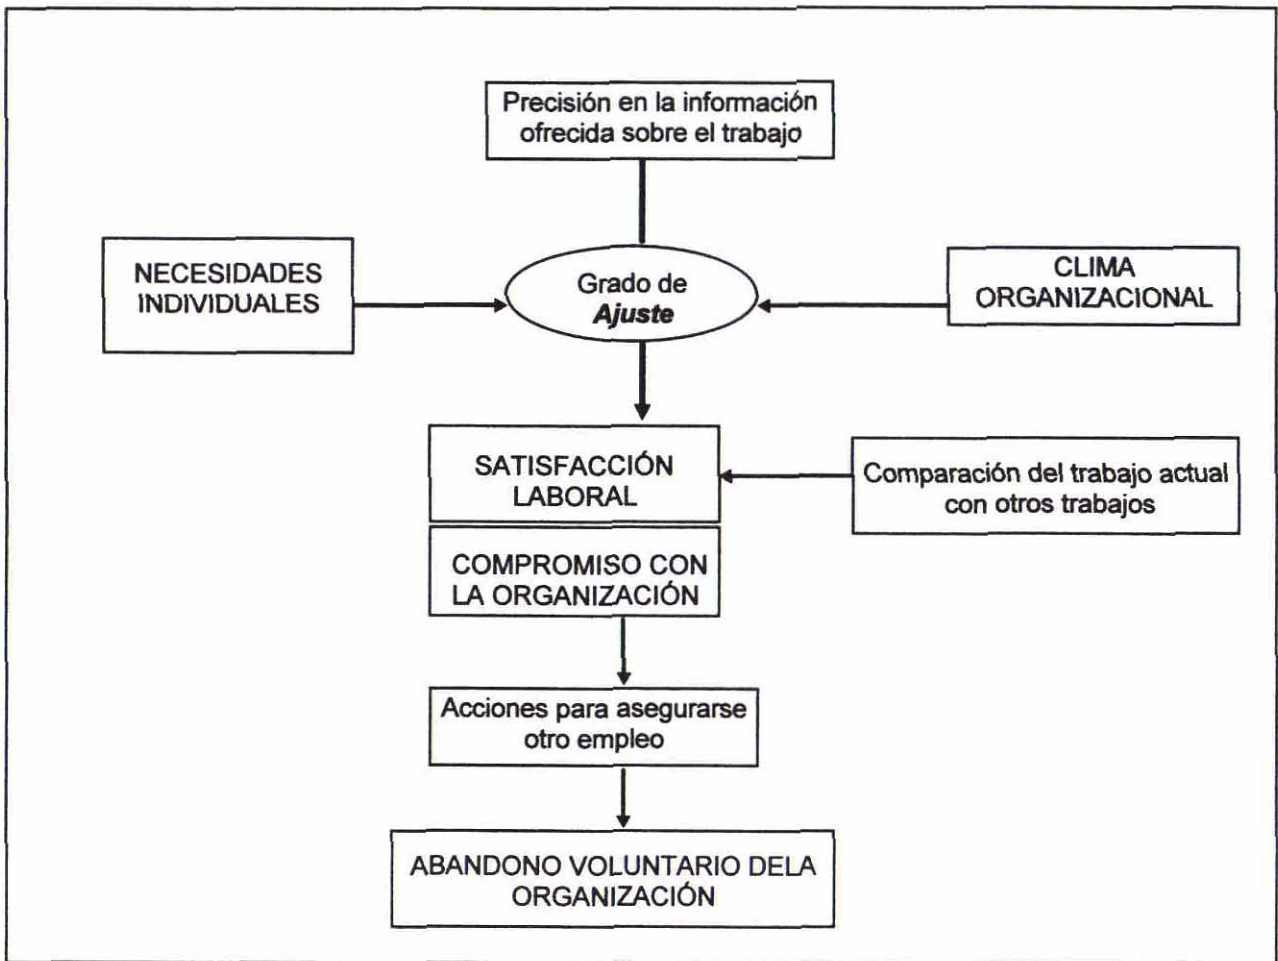 Precisión en la información
ofrecida sobre el trabajo
NECESIDADES
INDIVIDUALES
Grado de
Ajuste
CLIMA
ORGANIZACIONAL
SATISFACCIÓN
LABORAL
Comparación del trabajo actual
con otros trabajos
COMPROMISO CON
LA ORGANIZACIÓN
Acciones para asegurarse
otro empleo
ABANDONO VOLUNTARIO DELA
ORGANIZACIÓN